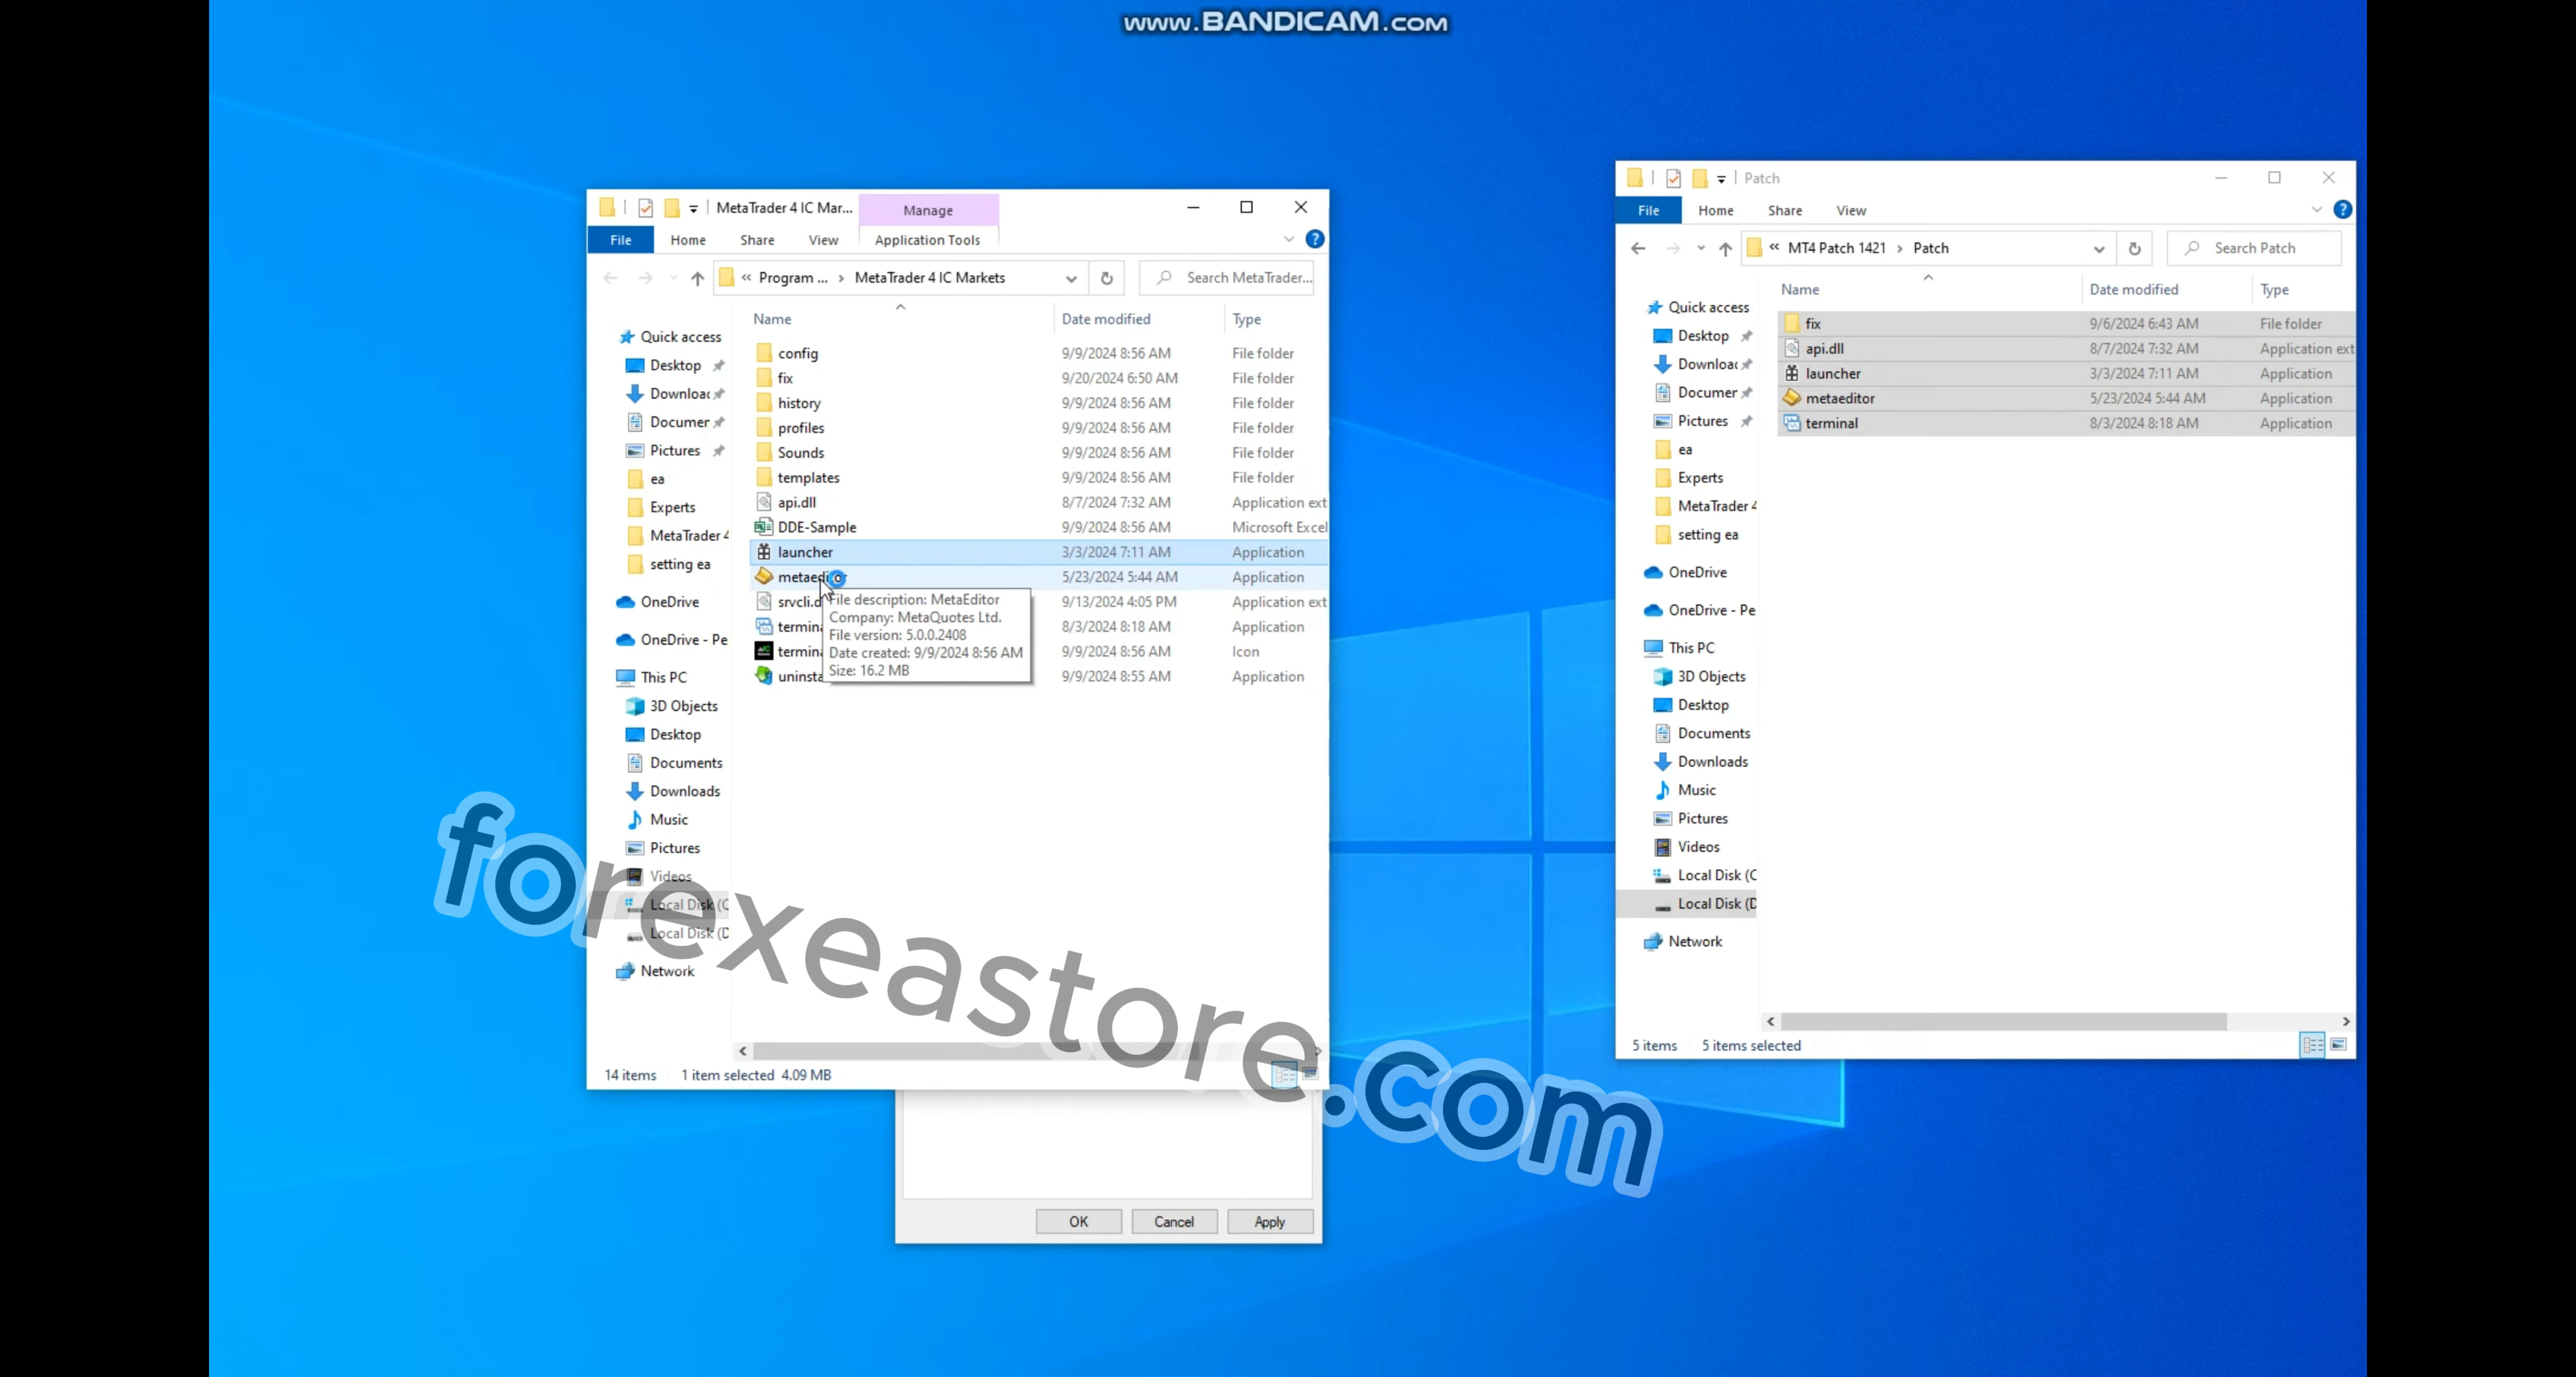 www.BANDICAM.com
MetaTrader 4 IC Mar...
Manage
File
Home
Share
View
Application Tools
« Program ... › MetaTrader 4 IC Markets
Search MetaTrader...
Name
Date modified
Type
config 9/9/2024 8:56 AM File folder
fix 9/20/2024 6:50 AM File folder
history 9/9/2024 8:56 AM File folder
profiles 9/9/2024 8:56 AM File folder
Sounds 9/9/2024 8:56 AM File folder
templates 9/9/2024 8:56 AM File folder
api.dll 8/7/2024 7:32 AM Application ext
DDE-Sample 9/9/2024 8:56 AM Microsoft Excel
launcher 3/3/2024 7:11 AM Application
metaeditor 5/23/2024 5:44 AM Application
srvcli.d 9/13/2024 4:05 PM Application ext
termina 8/3/2024 8:18 AM Application
termina 9/9/2024 8:56 AM Icon
uninsta 9/9/2024 8:55 AM Application
File description: MetaEditor
Company: MetaQuotes Ltd.
File version: 5.0.0.2408
Date created: 9/9/2024 8:56 AM
Size: 16.2 MB
Quick access
Desktop
Downloac
Documer
Pictures
ea
Experts
MetaTrader 4
setting ea
OneDrive
OneDrive - Pe
This PC
3D Objects
Desktop
Documents
Downloads
Music
Pictures
Videos
Local Disk (C
Local Disk (D
Network
14 items 1 item selected 4.09 MB
OK
Cancel
Apply
Patch
File
Home
Share
View
« MT4 Patch 1421 › Patch
Search Patch
Name
Date modified
Type
fix 9/6/2024 6:43 AM File folder
api.dll 8/7/2024 7:32 AM Application ext
launcher 3/3/2024 7:11 AM Application
metaeditor 5/23/2024 5:44 AM Application
terminal 8/3/2024 8:18 AM Application
Quick access
Desktop
Downloac
Documer
Pictures
ea
Experts
MetaTrader 4
setting ea
OneDrive
OneDrive - Pe
This PC
3D Objects
Desktop
Documents
Downloads
Music
Pictures
Videos
Local Disk (C
Local Disk (D
Network
5 items 5 items selected
forexeastore.com